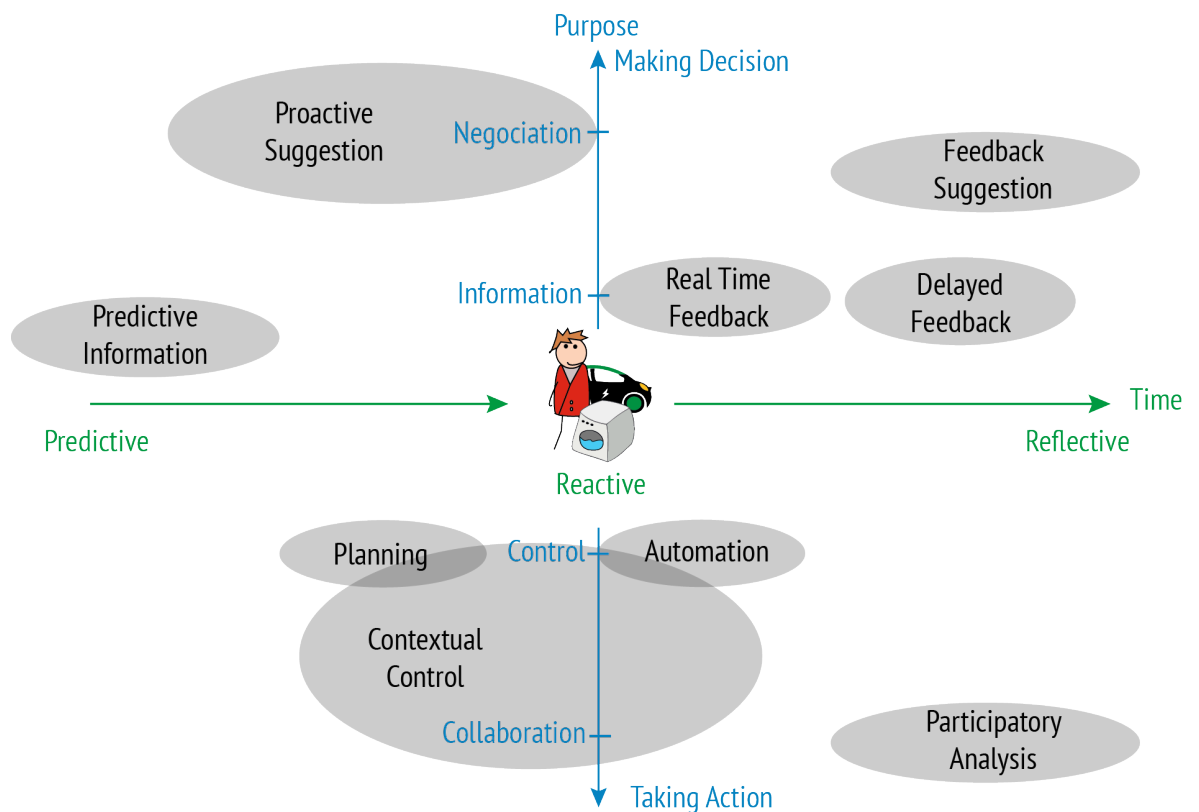 Purpose
Making Decision
Proactive
Suggestion
Negociation
Feedback
Suggestion
Information
Real Time
Feedback
Delayed
Feedback
Predictive
Information
Time
Predictive
Reflective
Reactive
Planning
Control
Automation
Contextual
Control
Collaboration
Participatory
Analysis
Taking Action